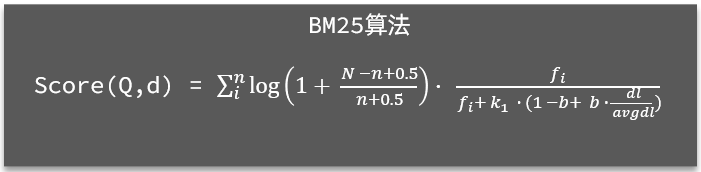 BM25算法
Score(Q,d) = ∑ᵢⁿ log(1 + (N−n+0.5)/(n+0.5)) · fᵢ/(fᵢ+ k₁ ·(1−b+ b·dl/avgdl))